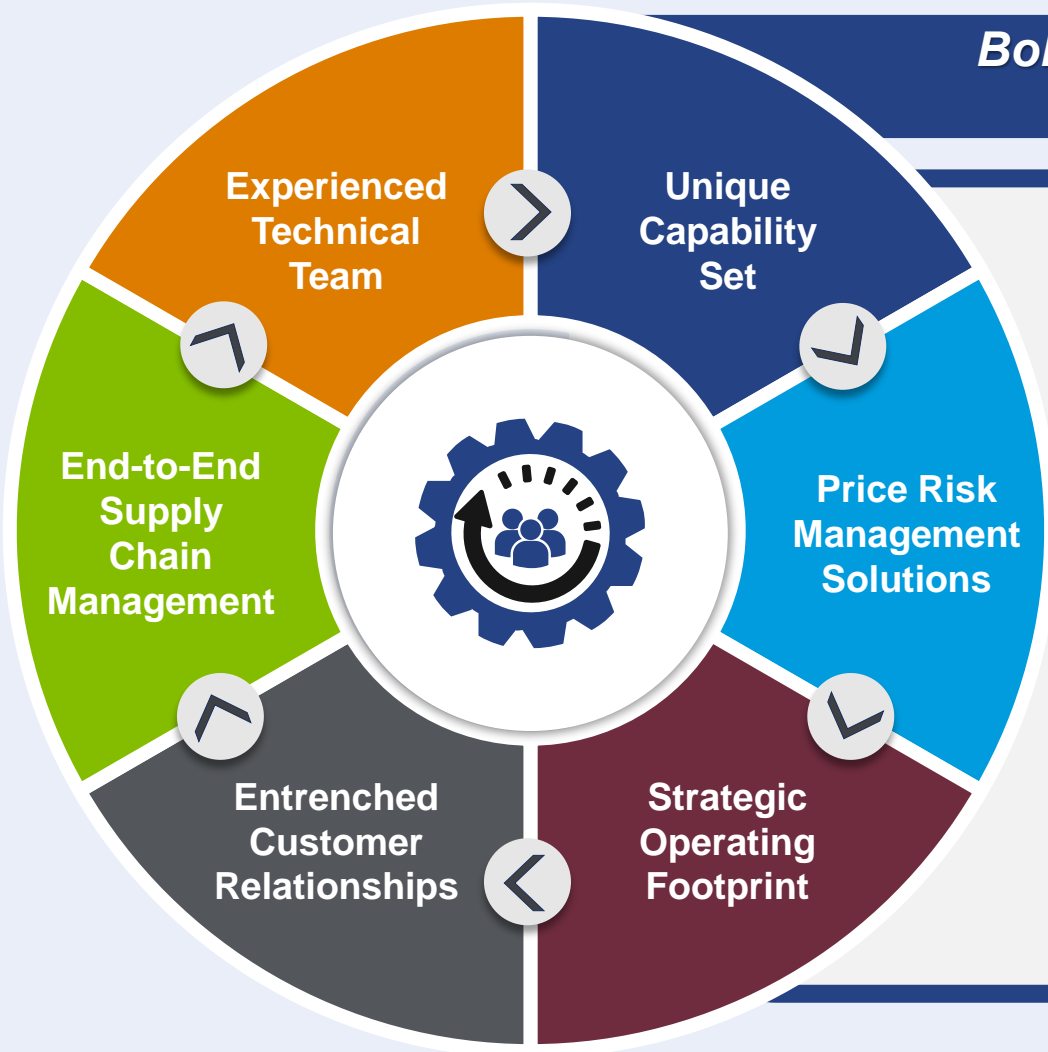 Experienced
Technical
Team
Unique
Capability
Set
Price Risk
Management
Solutions
Strategic
Operating
Footprint
Entrenched
Customer
Relationships
End-to-End
Supply
Chain
Management